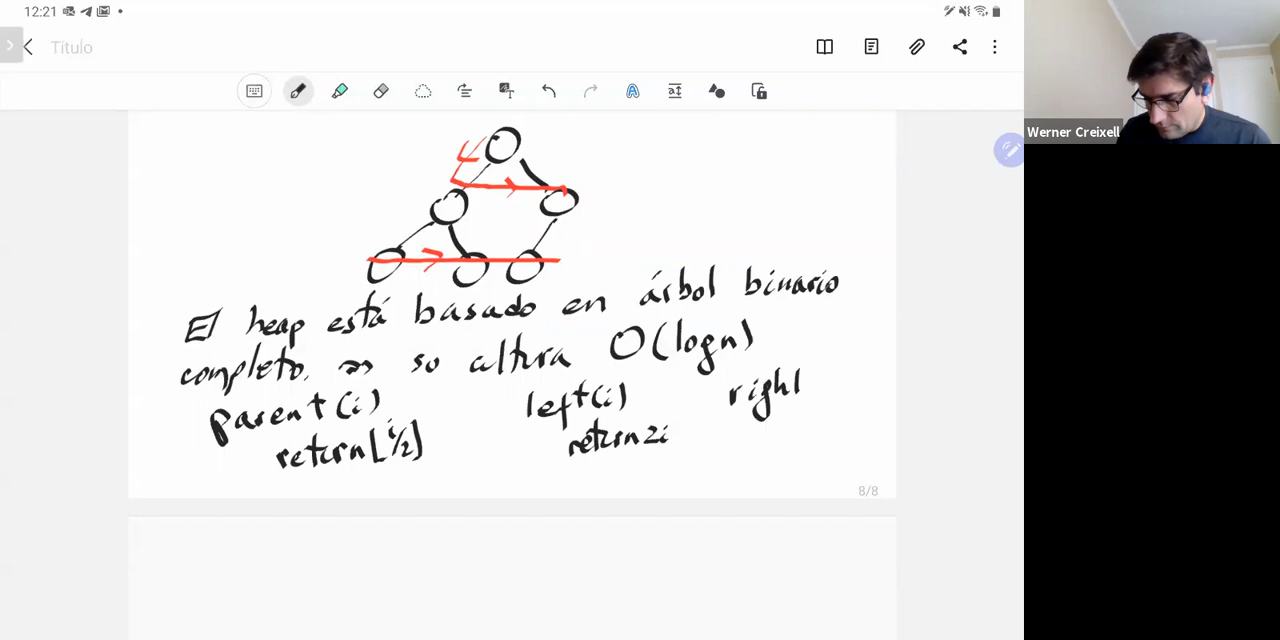 12:21
Título
Werner Creixell
El heap está basado en árbol binario
completo. ⇒ su altura O(log n)
parent(i) left(i) right
return ⌊i/2⌋ return 2i
8/8